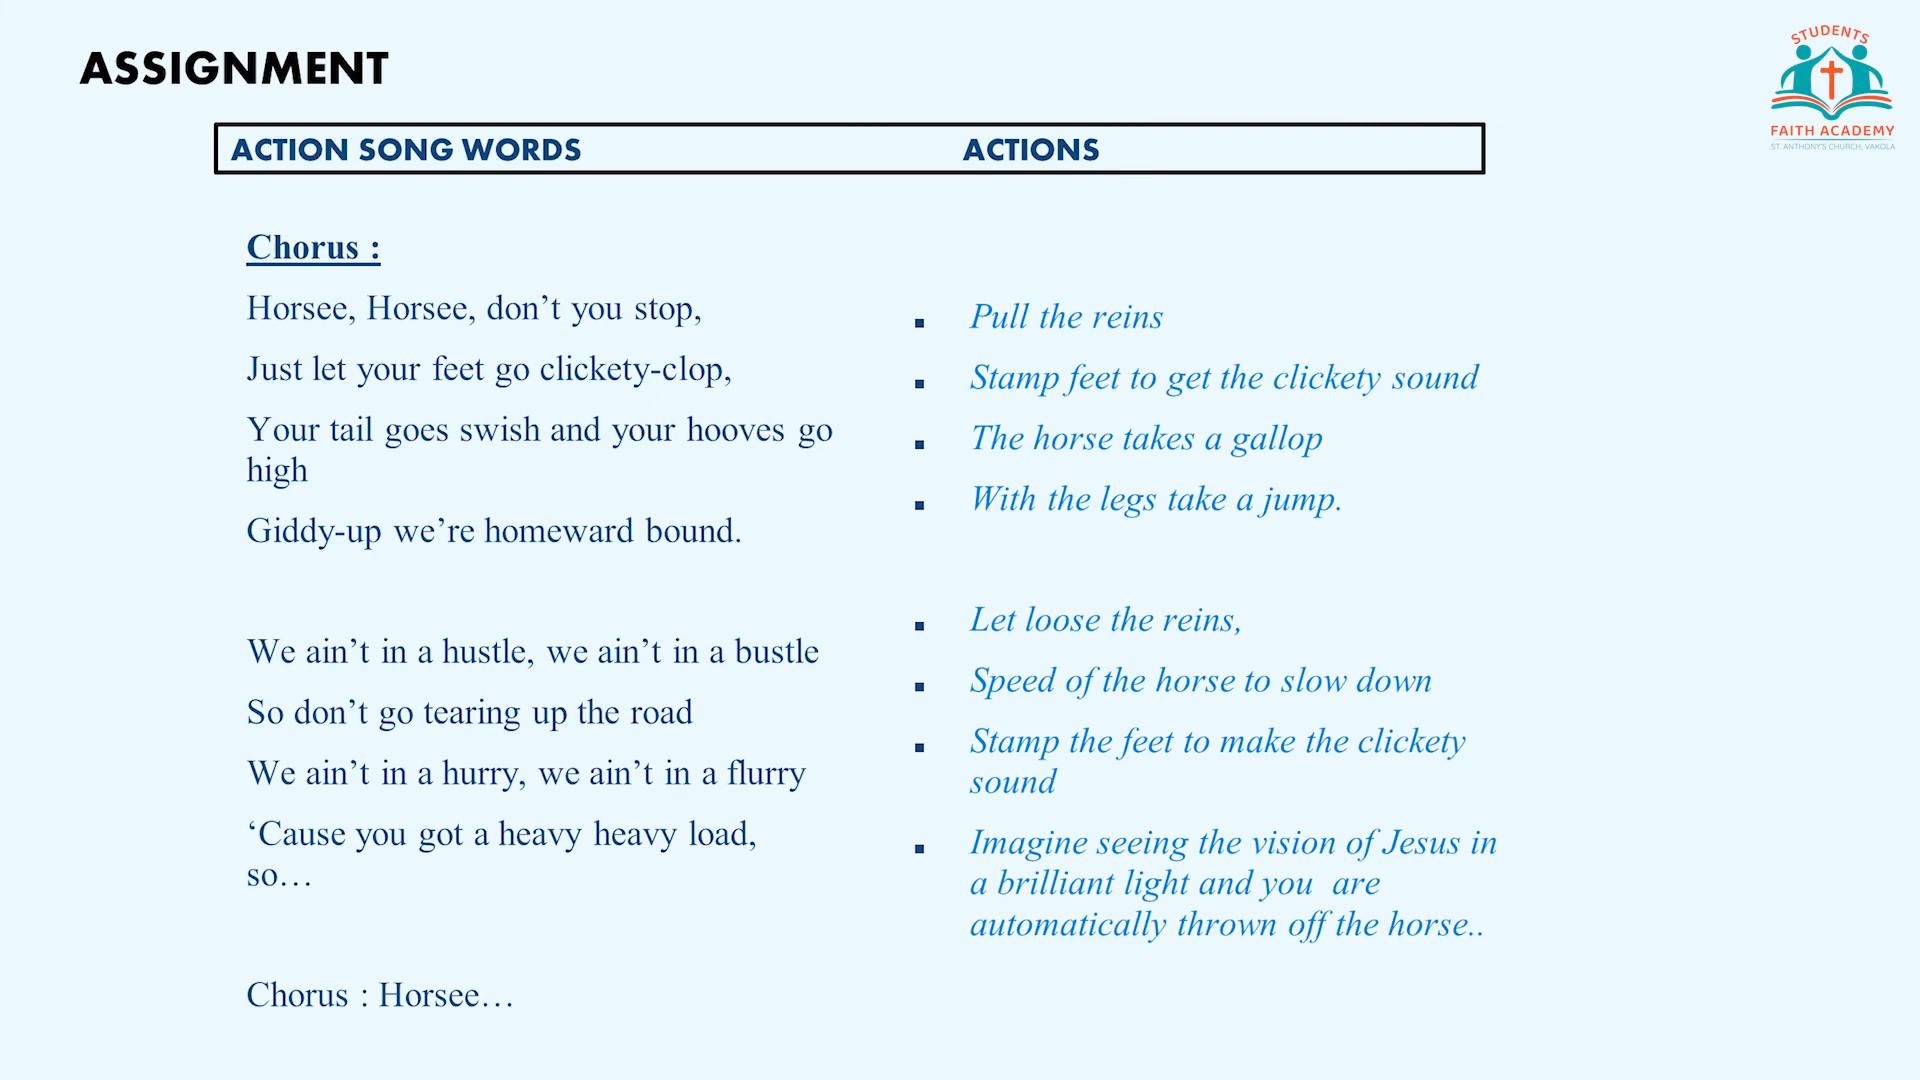 ASSIGNMENT
STUDENTS
FAITH ACADEMY
ST. ANTHONY'S CHURCH, VAKOLA
ACTION SONG WORDS
ACTIONS
Chorus :
Horsee, Horsee, don’t you stop,
Just let your feet go clickety-clop,
Your tail goes swish and your hooves go
high
Giddy-up we’re homeward bound.
We ain’t in a hustle, we ain’t in a bustle
So don’t go tearing up the road
We ain’t in a hurry, we ain’t in a flurry
‘Cause you got a heavy heavy load,
so…
Chorus : Horsee…
▪ Pull the reins
▪ Stamp feet to get the clickety sound
▪ The horse takes a gallop
▪ With the legs take a jump.
▪ Let loose the reins,
▪ Speed of the horse to slow down
▪ Stamp the feet to make the clickety
sound
▪ Imagine seeing the vision of Jesus in
a brilliant light and you are
automatically thrown off the horse..